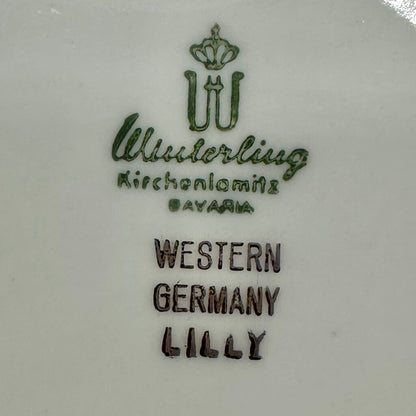 W
Winterling
Kirchenlamitz
BAVARIA
WESTERN
GERMANY
LILLY